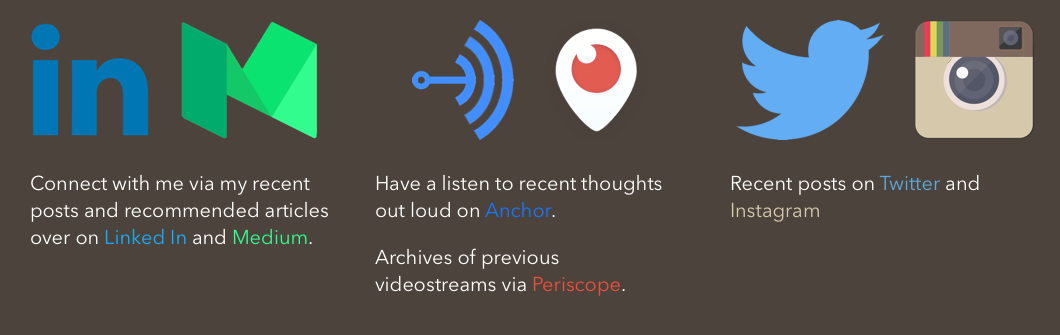 in
Connect with me via my recent
posts and recommended articles
over on Linked In and Medium.
Have a listen to recent thoughts
out loud on Anchor.
Archives of previous
videostreams via Periscope.
Recent posts on Twitter and
Instagram